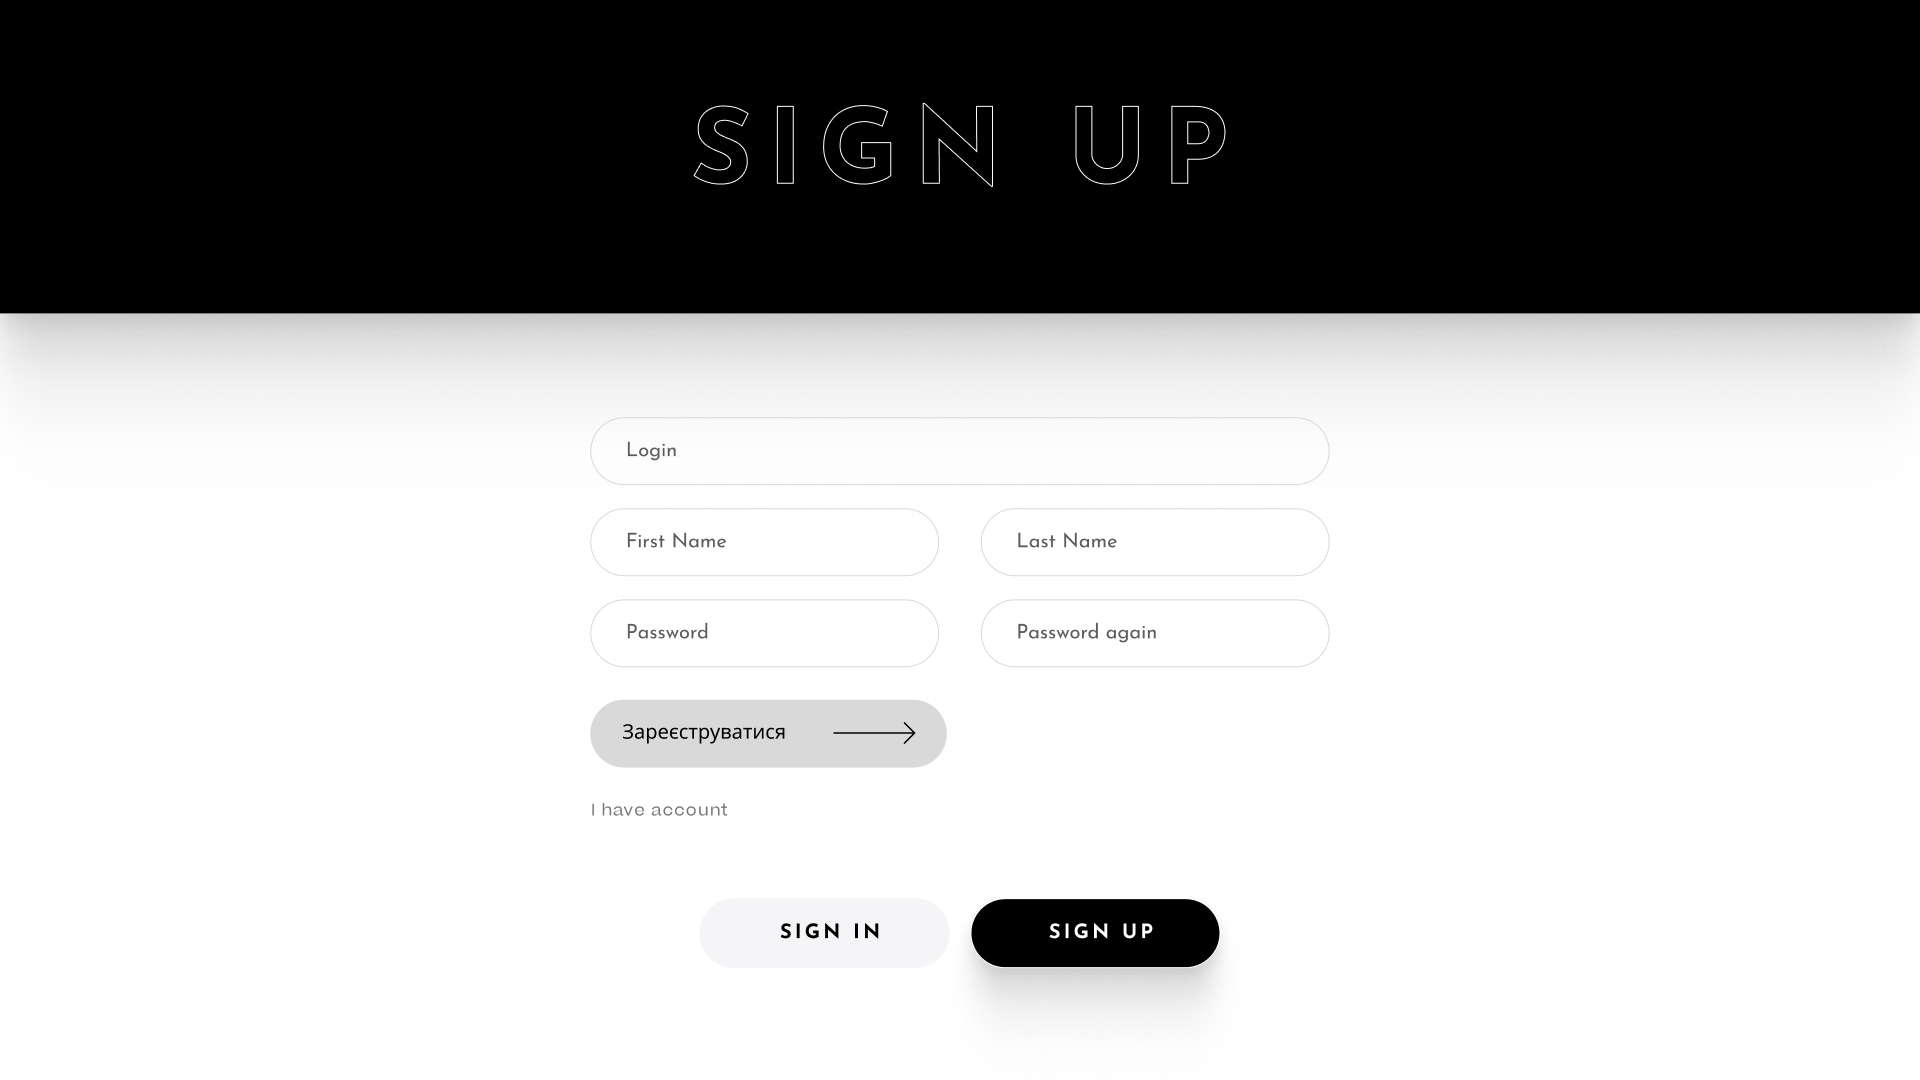 SIGN UP
Login
First Name
Last Name
Password
Password again
Зареєструватися
I have account
SIGN IN
SIGN UP